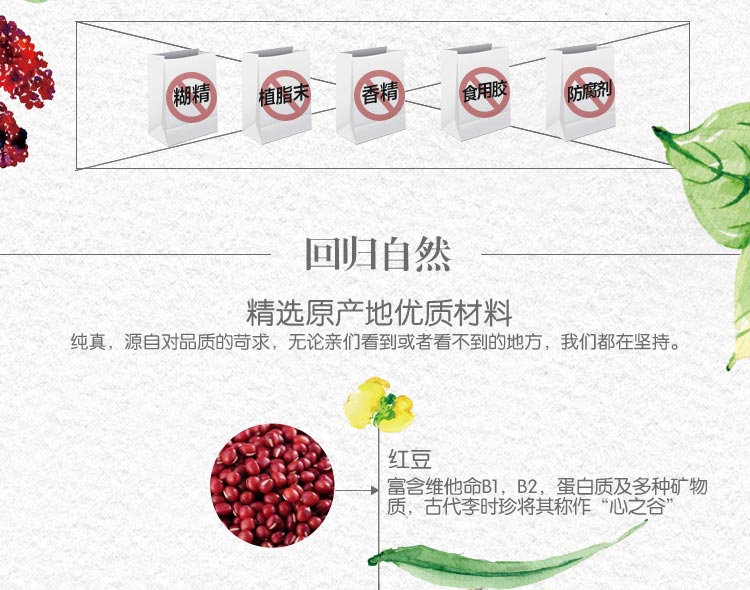 糊精
植脂末
香精
食用胶
防腐剂
回归自然
精选原产地优质材料
纯真，源自对品质的苛求，无论亲们看到或者看不到的地方，我们都在坚持。
红豆
富含维他命B1，B2，蛋白质及多种矿物
质，古代李时珍将其称作“心之谷”